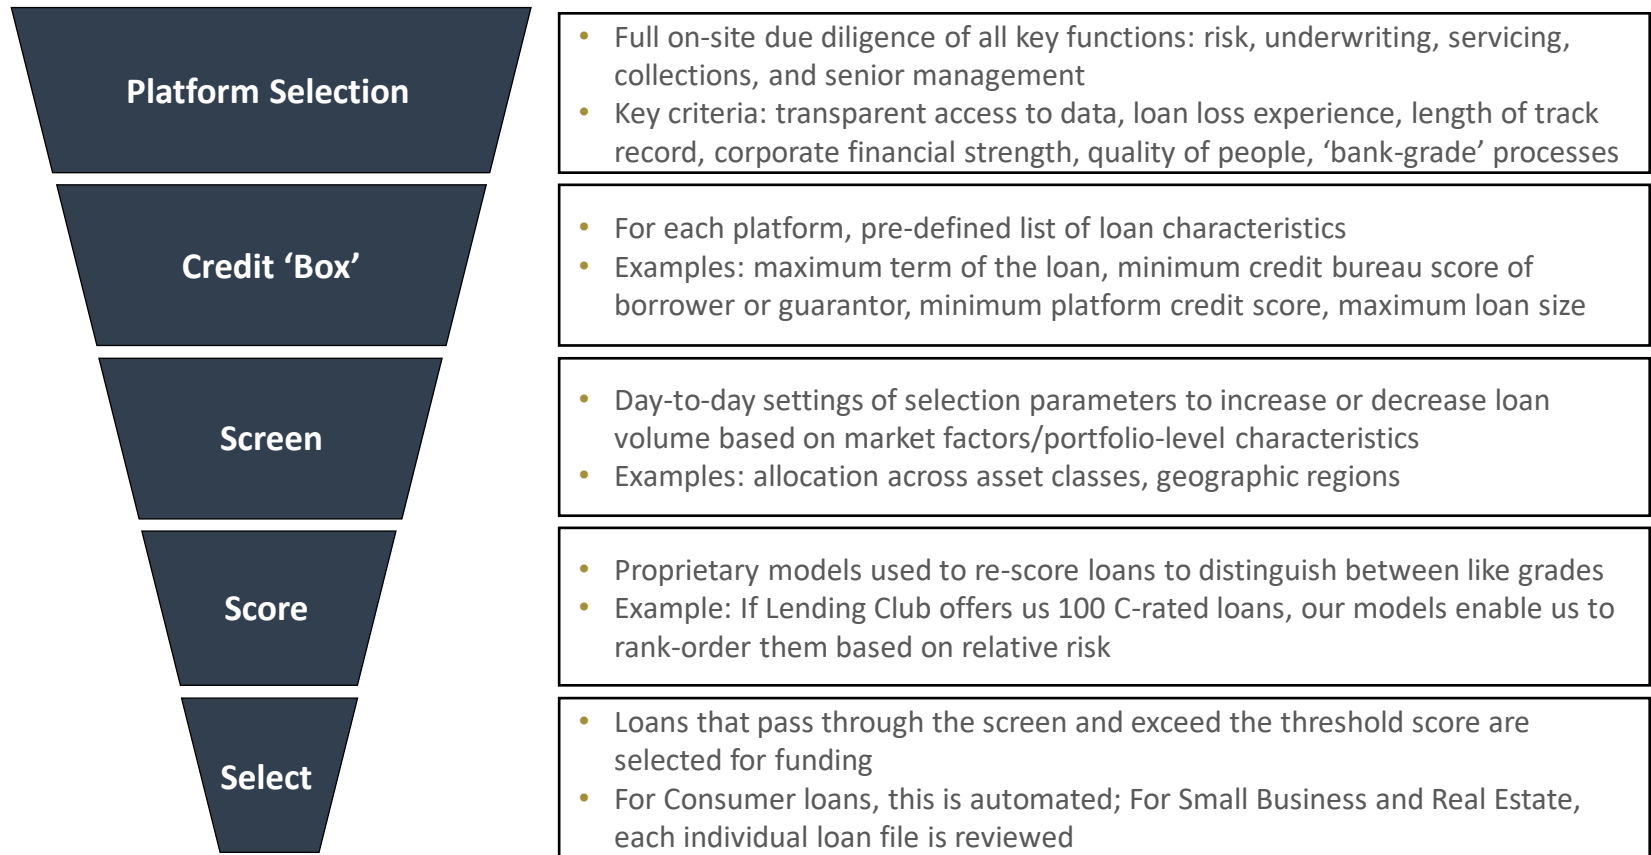 Platform Selection
• Full on-site due diligence of all key functions: risk, underwriting, servicing,
collections, and senior management
• Key criteria: transparent access to data, loan loss experience, length of track
record, corporate financial strength, quality of people, ‘bank-grade’ processes
Credit ‘Box’
• For each platform, pre-defined list of loan characteristics
• Examples: maximum term of the loan, minimum credit bureau score of
borrower or guarantor, minimum platform credit score, maximum loan size
Screen
• Day-to-day settings of selection parameters to increase or decrease loan
volume based on market factors/portfolio-level characteristics
• Examples: allocation across asset classes, geographic regions
Score
• Proprietary models used to re-score loans to distinguish between like grades
• Example: If Lending Club offers us 100 C-rated loans, our models enable us to
rank-order them based on relative risk
Select
• Loans that pass through the screen and exceed the threshold score are
selected for funding
• For Consumer loans, this is automated; For Small Business and Real Estate,
each individual loan file is reviewed